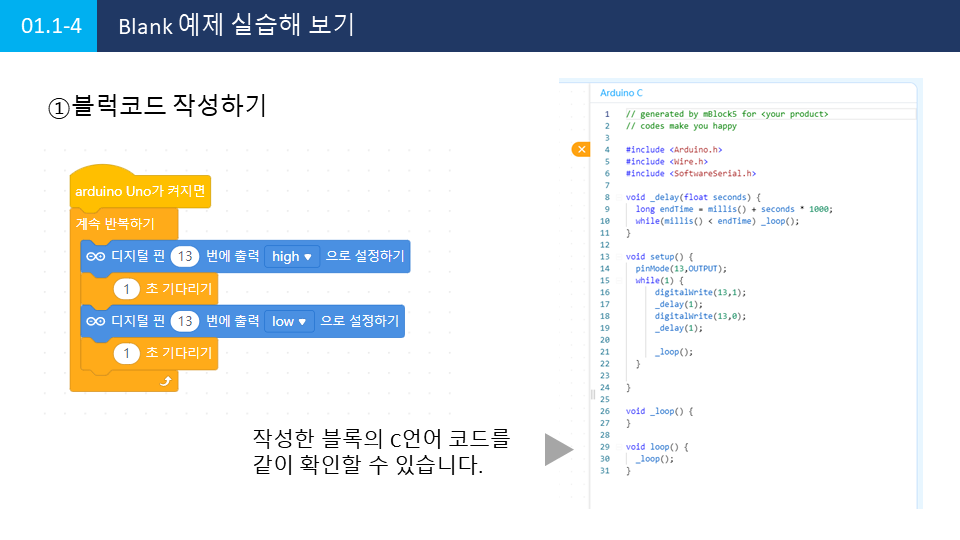 01.1-4
Blank 예제 실습해 보기
①블럭코드 작성하기
arduino Uno가 켜지면
계속 반복하기
디지털 핀 13 번에 출력 high ▼ 으로 설정하기
1 초 기다리기
디지털 핀 13 번에 출력 low ▼ 으로 설정하기
1 초 기다리기
작성한 블록의 C언어 코드를
같이 확인할 수 있습니다.
Arduino C
1 // generated by mBlock5 for <your product>
2 // codes make you happy
3
4 #include <Arduino.h>
5 #include <Wire.h>
6 #include <SoftwareSerial.h>
7
8 void _delay(float seconds) {
9 long endTime = millis() + seconds * 1000;
10 while(millis() < endTime) _loop();
11 }
12
13 void setup() {
14 pinMode(13,OUTPUT);
15 while(1) {
16 digitalWrite(13,1);
17 _delay(1);
18 digitalWrite(13,0);
19 _delay(1);
20
21 _loop();
22 }
23
24 }
25
26 void _loop() {
27 }
28
29 void loop() {
30 _loop();
31 }